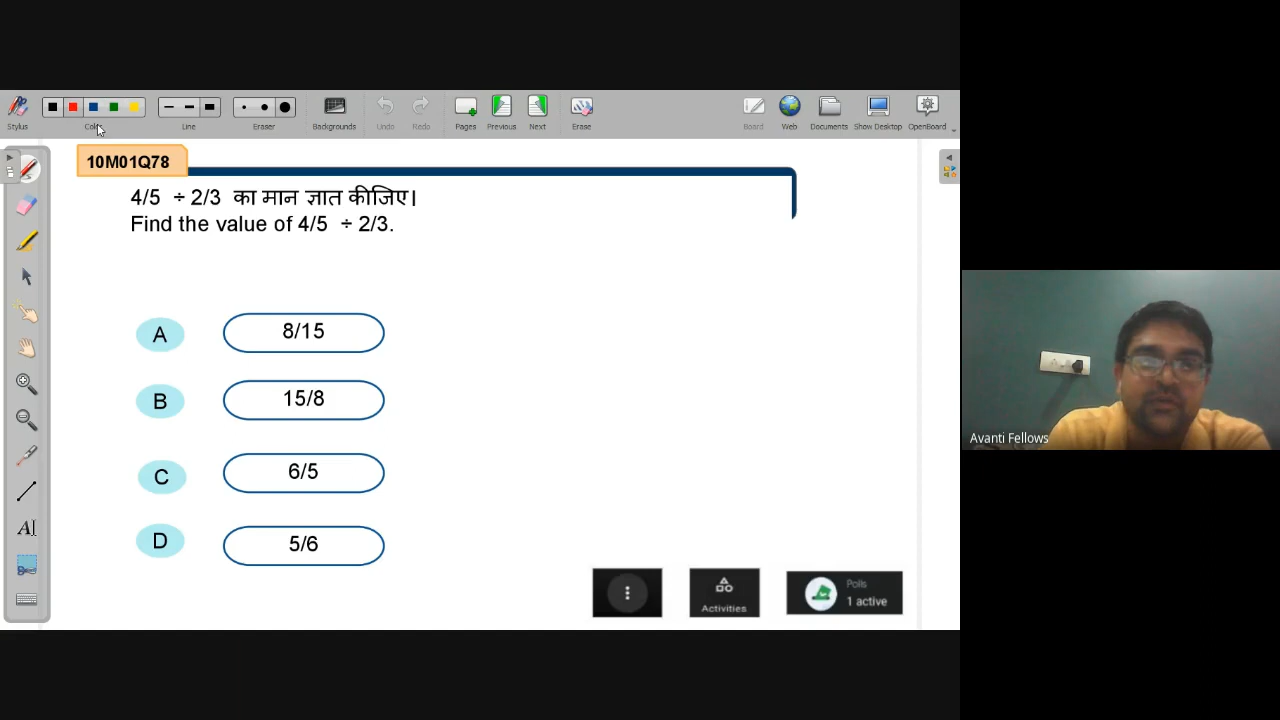 Stylus
Color
Line
Eraser
Backgrounds
Undo
Redo
Pages
Previous
Next
Erase
Board
Web
Documents
Show Desktop
OpenBoard
10M01Q78
4/5 ÷ 2/3 का मान ज्ञात कीजिए।
Find the value of 4/5 ÷ 2/3.
A
8/15
B
15/8
C
6/5
D
5/6
AI
Activities
Polls
1 active
Avanti Fellows